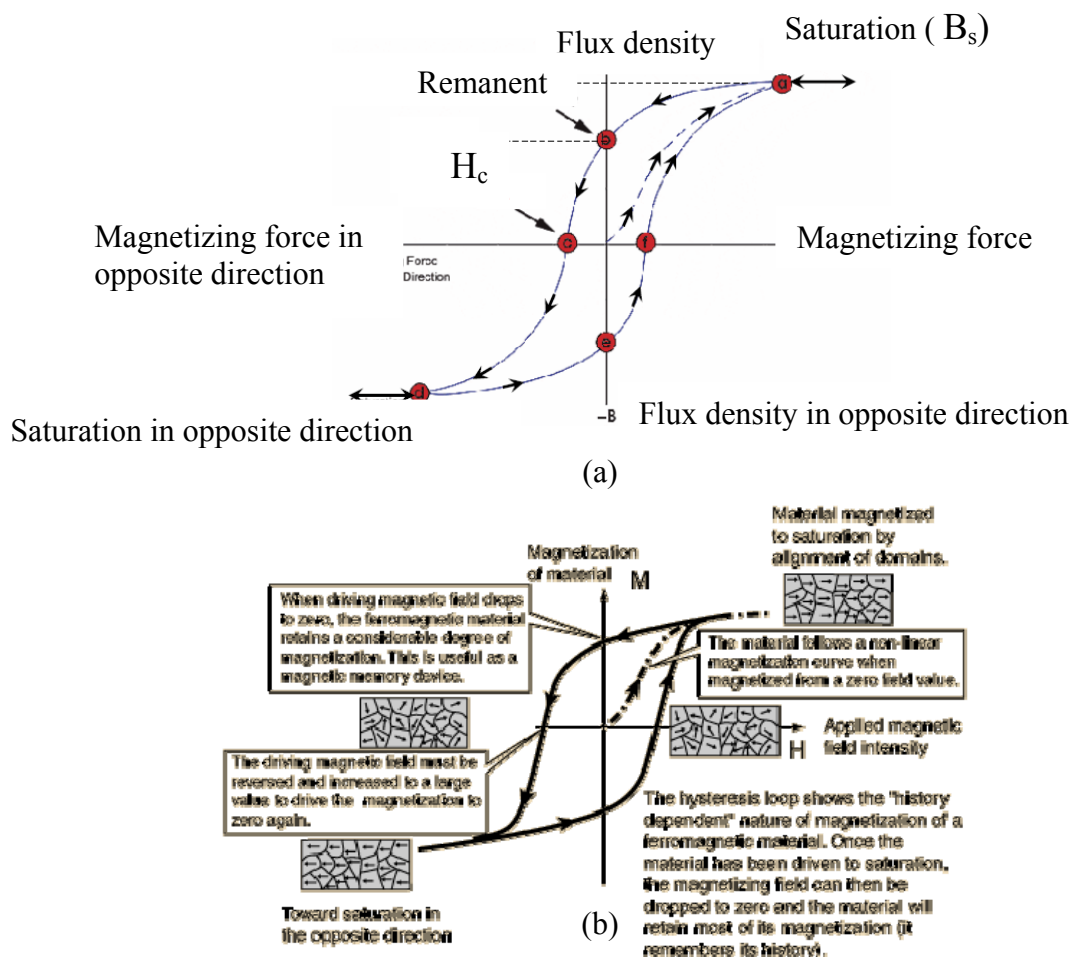 Flux density
Saturation ( Bs)
Remanent
a
b
Hc
Magnetizing force in
opposite direction
c
f
Magnetizing force
Force
Direction
e
d
–B
Flux density in opposite direction
Saturation in opposite direction
(a)
Material magnetized
to saturation by
alignment of domains.
Magnetization
of material M
When driving magnetic field drops
to zero, the ferromagnetic material
retains a considerable degree of
magnetization. This is useful as a
magnetic memory device.
The material follows a non-linear
magnetization curve when
magnetized from a zero field value.
Applied magnetic
H field intensity
The driving magnetic field must be
reversed and increased to a large
value to drive the magnetization to
zero again.
The hysteresis loop shows the "history
dependent" nature of magnetization of a
ferromagnetic material. Once the
material has been driven to saturation,
the magnetizing field can then be
dropped to zero and the material will
retain most of its magnetization (it
remembers its history).
Toward saturation in
the opposite direction
(b)